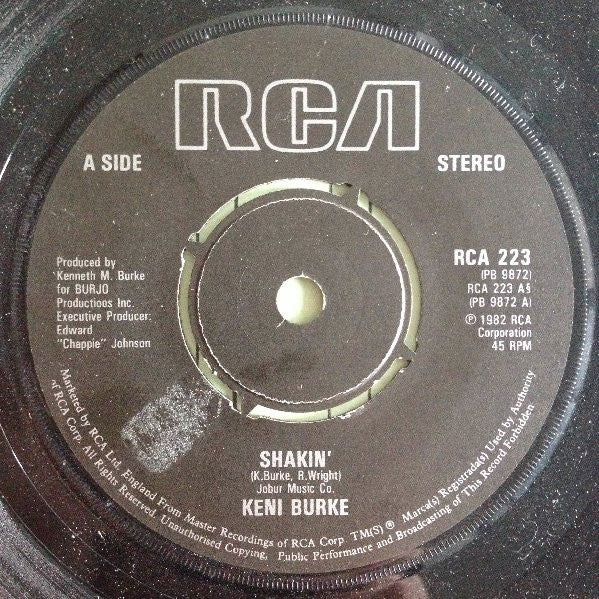 RCA
A SIDE
STEREO
Produced by
Kenneth M. Burke
for BURJO
Productions Inc.
Executive Producer:
Edward
"Chappie" Johnson
RCA 223
(PB 9872)
RCA 223 A§
(PB 9872 A)
℗ 1982 RCA
Corporation
45 RPM
SHAKIN'
(K.Burke, R.Wright)
Jobur Music Co.
KENI BURKE
Marketed by RCA Ltd. England From Master Recordings of RCA Corp. TM(S) ® Marca(s) Registrada(s) Used by Authority
of RCA Corp. All Rights Reserved. Unauthorised Copying, Public Performance and Broadcasting of This Record Forbidden